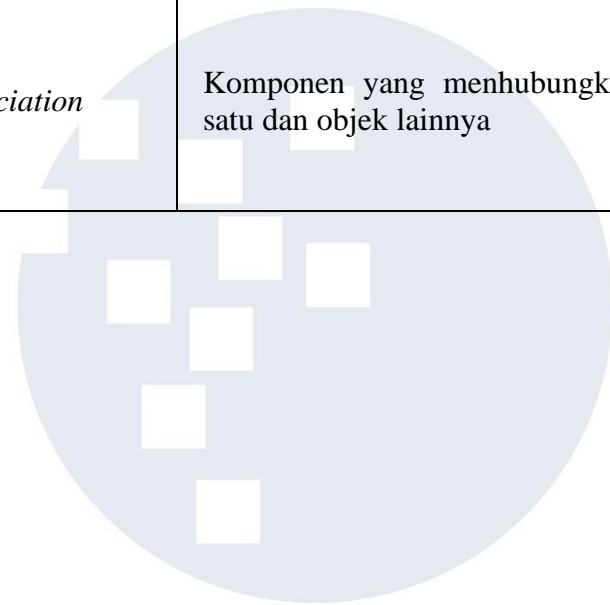 ciation
Komponen yang menhubungk
satu dan objek lainnya